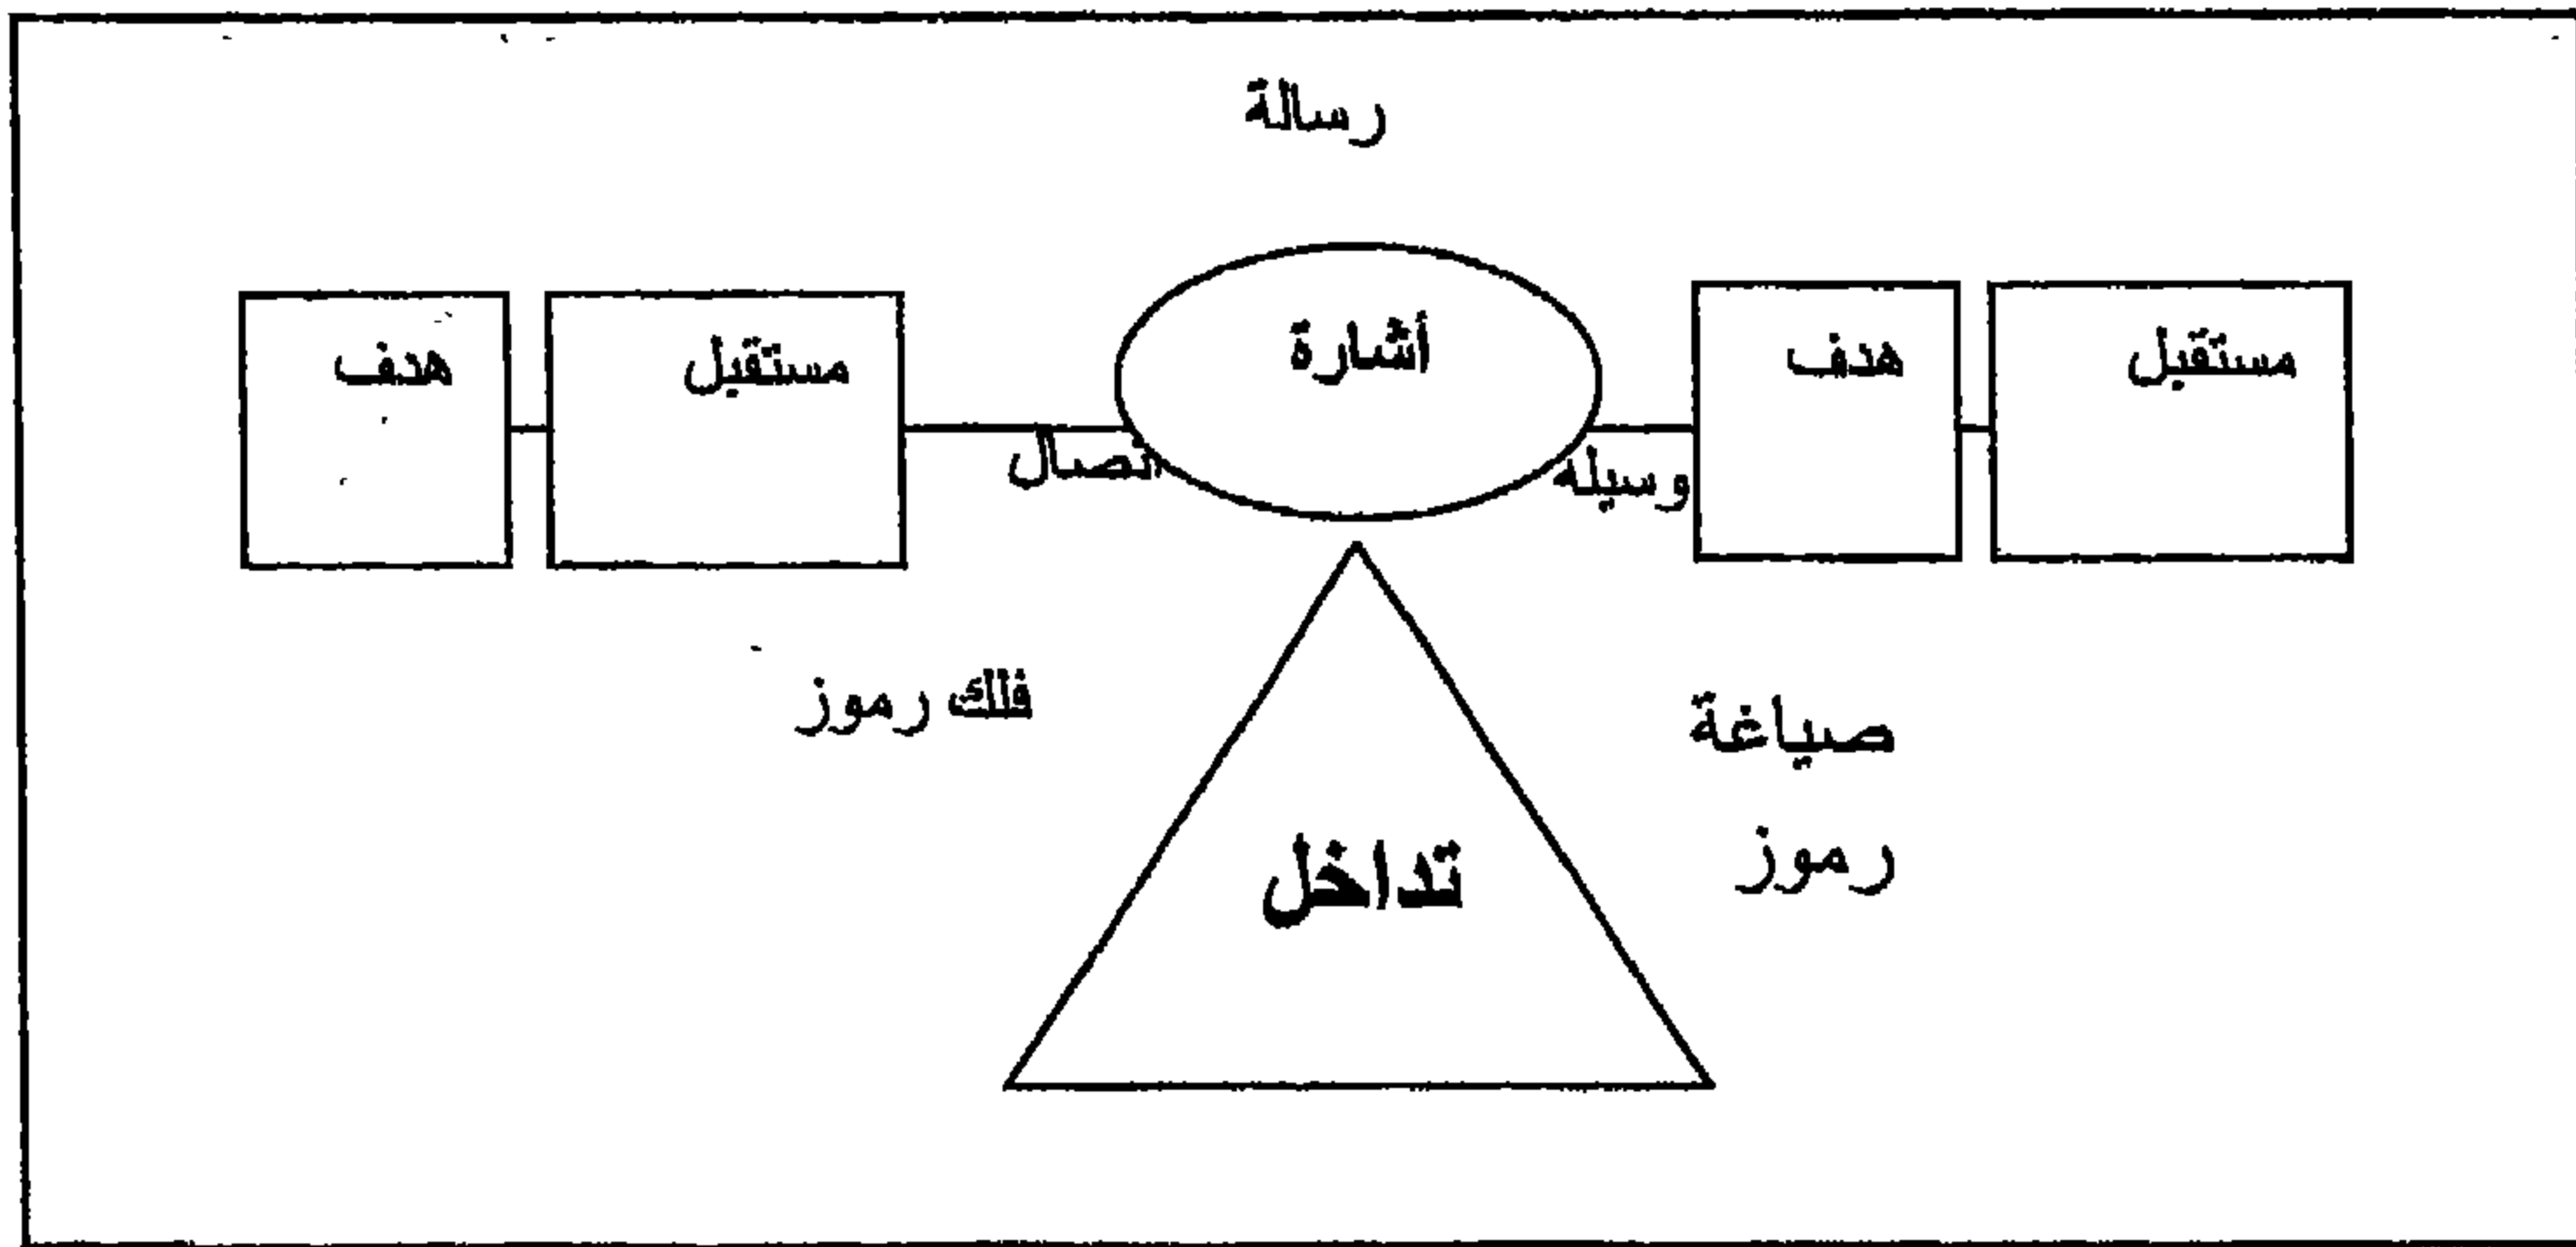 رسالة
مستقبل
هدف
أشارة
مستقبل
هدف
وسيله
اتصال
صياغة
رموز
فلك رموز
تداخل